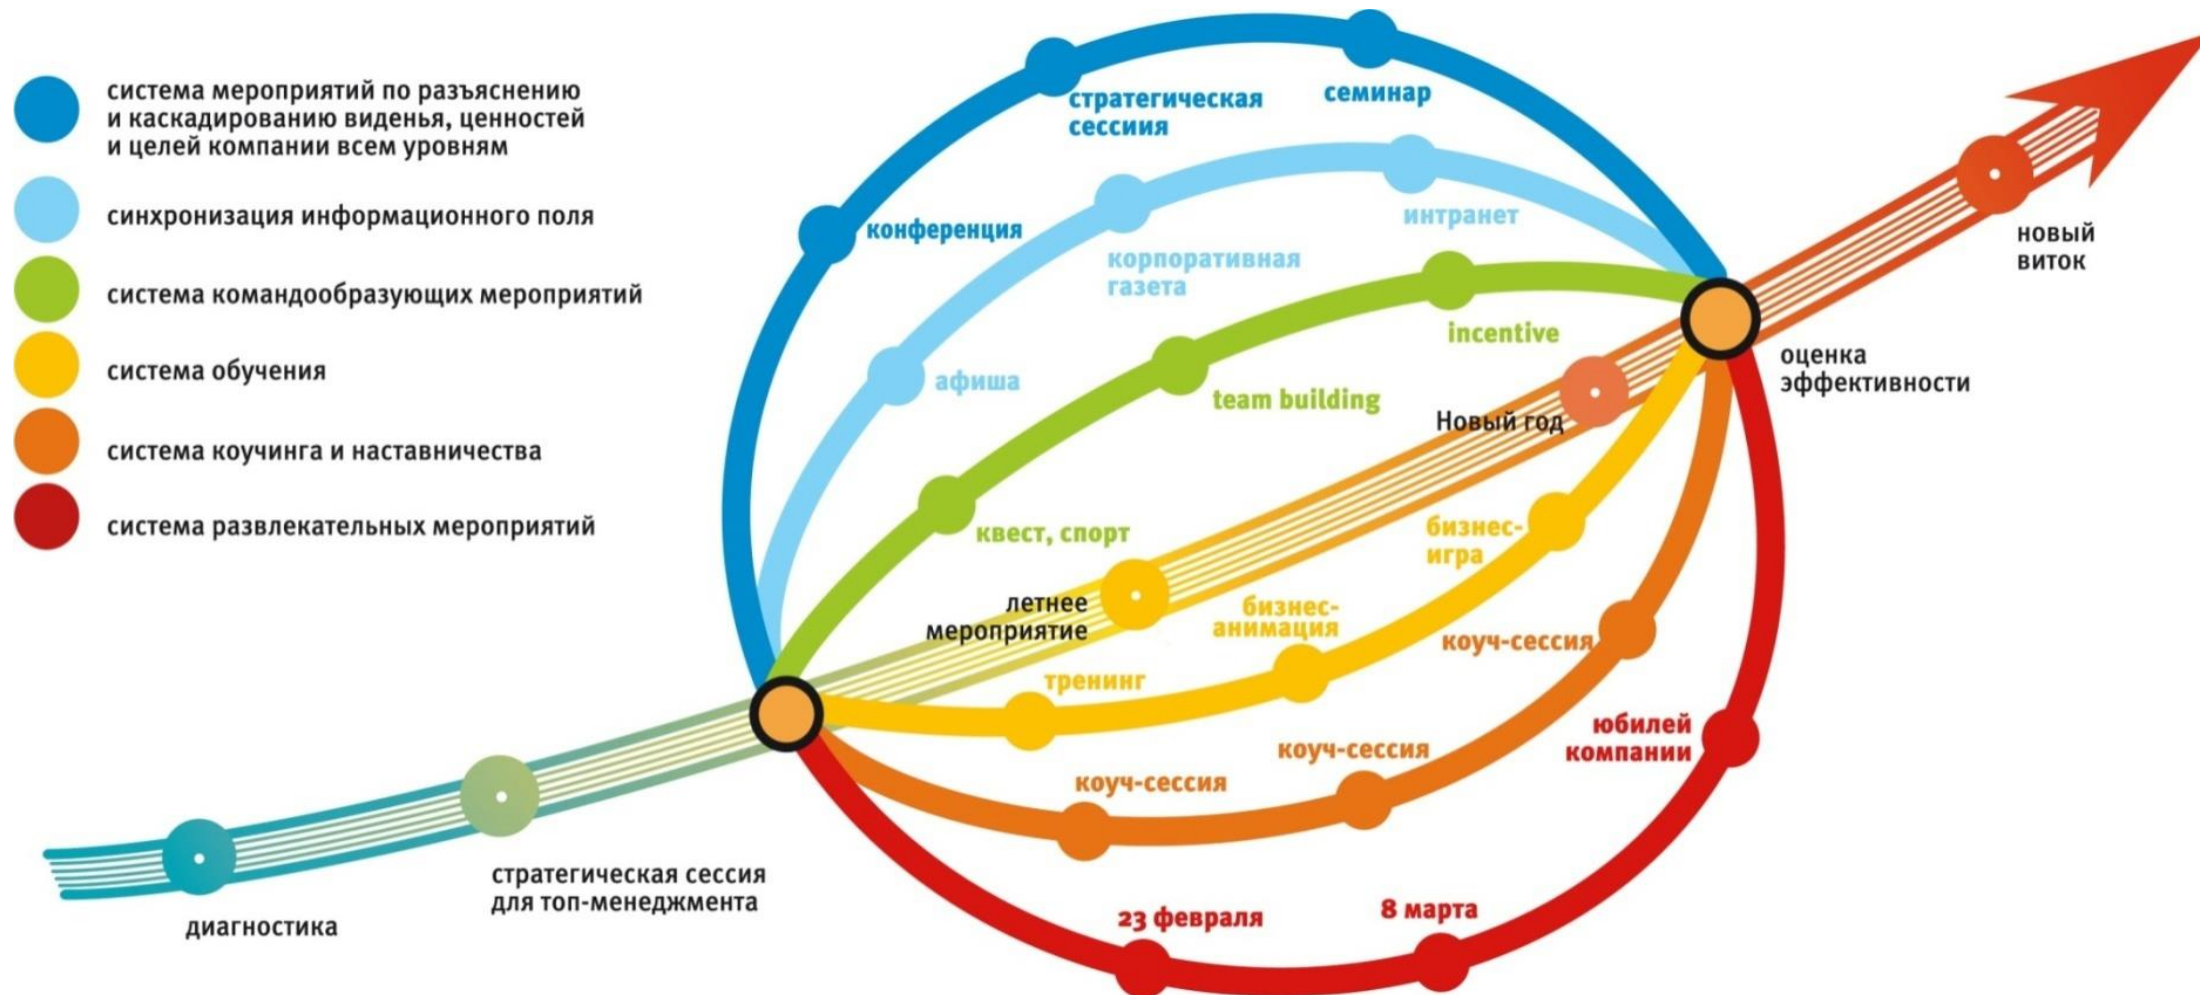 система мероприятий по разъяснению
и каскадированию виденья, ценностей
и целей компании всем уровням
синхронизация информационного поля
система командообразующих мероприятий
система обучения
система коучинга и наставничества
система развлекательных мероприятий
стратегическая
сессиия
семинар
конференция
интранет
корпоративная
газета
афиша
incentive
team building
квест, спорт
новый
виток
оценка
эффективности
Новый год
летнее
мероприятие
бизнес-
игра
бизнес-
анимация
тренинг
коуч-сессия
коуч-сессия
коуч-сессия
юбилей
компании
23 февраля
8 марта
стратегическая сессия
для топ-менеджмента
диагностика